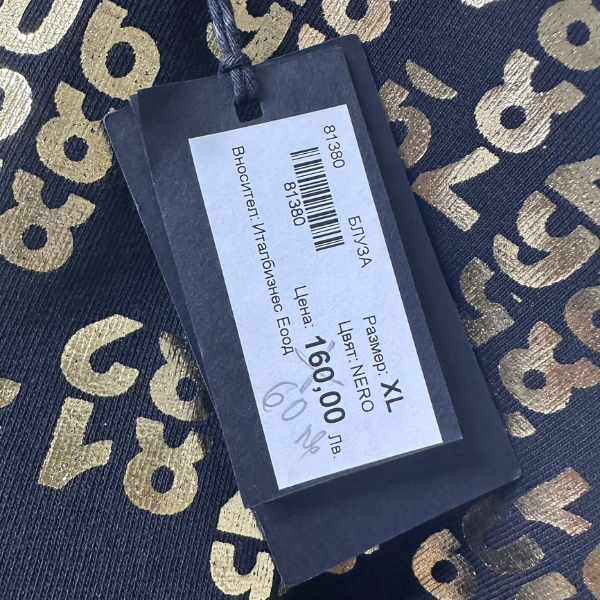 81380
81380
БЛУЗА
Размер: XL
Цвят: NERO
Цена: 160,00 Лв.
60 лв
Вносител: Италбизнес Еоод